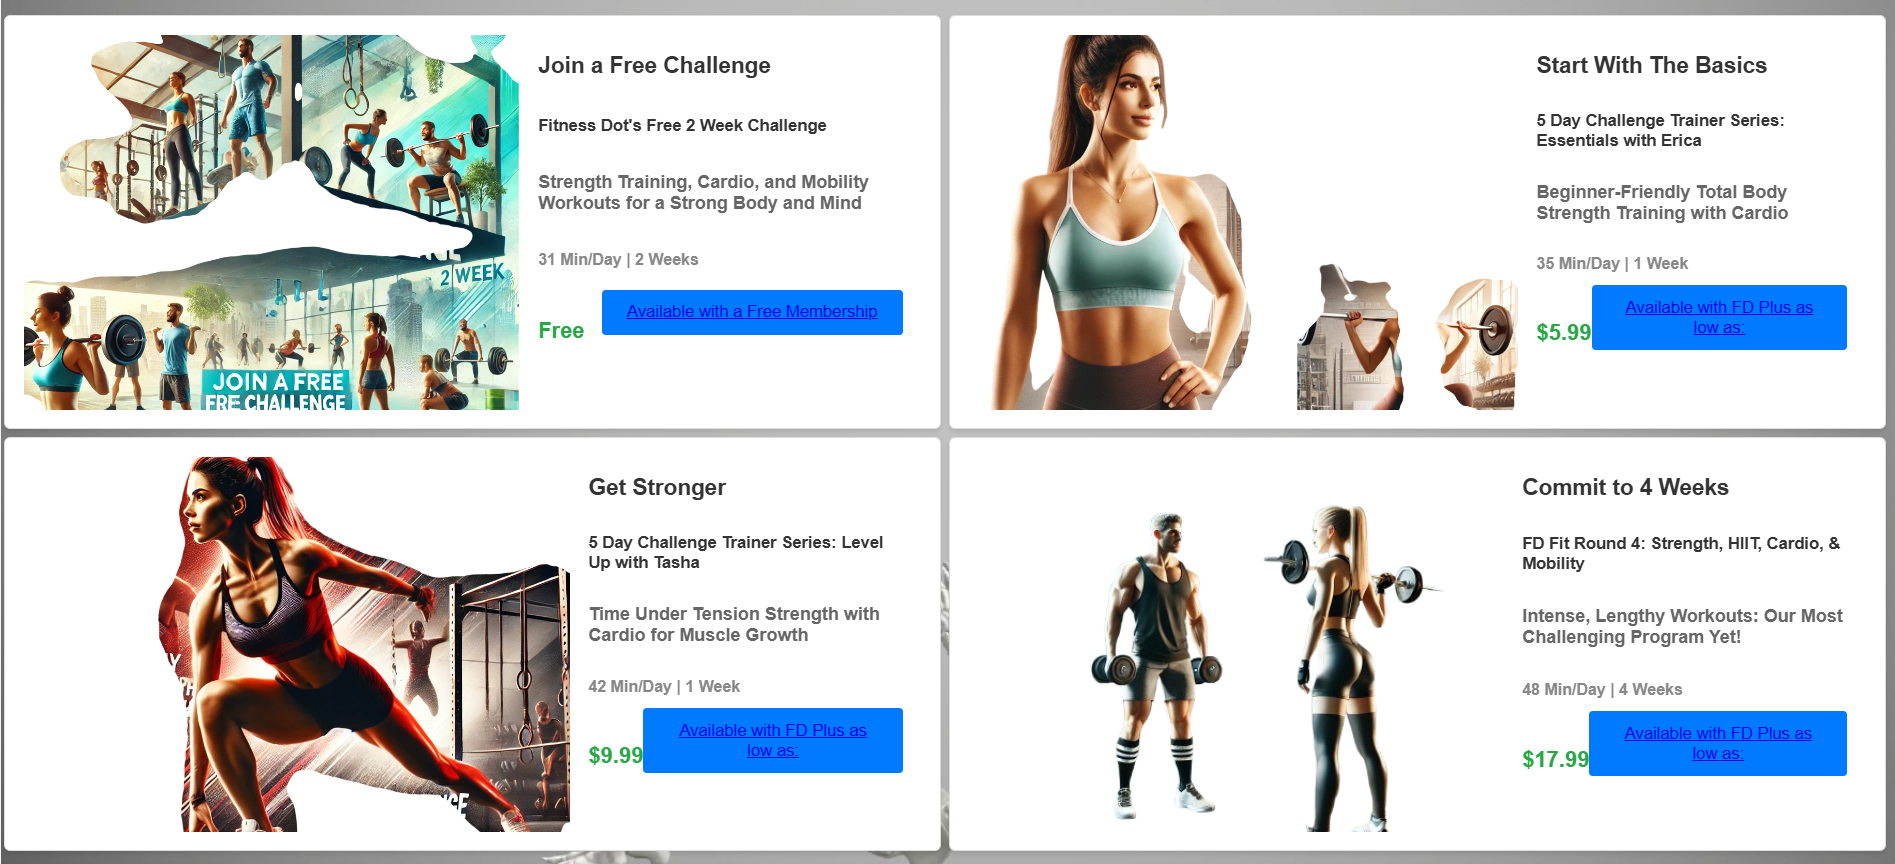 Join a Free Challenge
Fitness Dot's Free 2 Week Challenge
Strength Training, Cardio, and Mobility
Workouts for a Strong Body and Mind
31 Min/Day | 2 Weeks
Free
Available with a Free Membership
2 WEEK
JOIN A FREE
FRE CHALLENGE
Start With The Basics
5 Day Challenge Trainer Series:
Essentials with Erica
Beginner-Friendly Total Body
Strength Training with Cardio
35 Min/Day | 1 Week
$5.99
Available with FD Plus as
low as:
Get Stronger
5 Day Challenge Trainer Series: Level
Up with Tasha
Time Under Tension Strength with
Cardio for Muscle Growth
42 Min/Day | 1 Week
$9.99
Available with FD Plus as
low as:
Commit to 4 Weeks
FD Fit Round 4: Strength, HIIT, Cardio, &
Mobility
Intense, Lengthy Workouts: Our Most
Challenging Program Yet!
48 Min/Day | 4 Weeks
$17.99
Available with FD Plus as
low as: